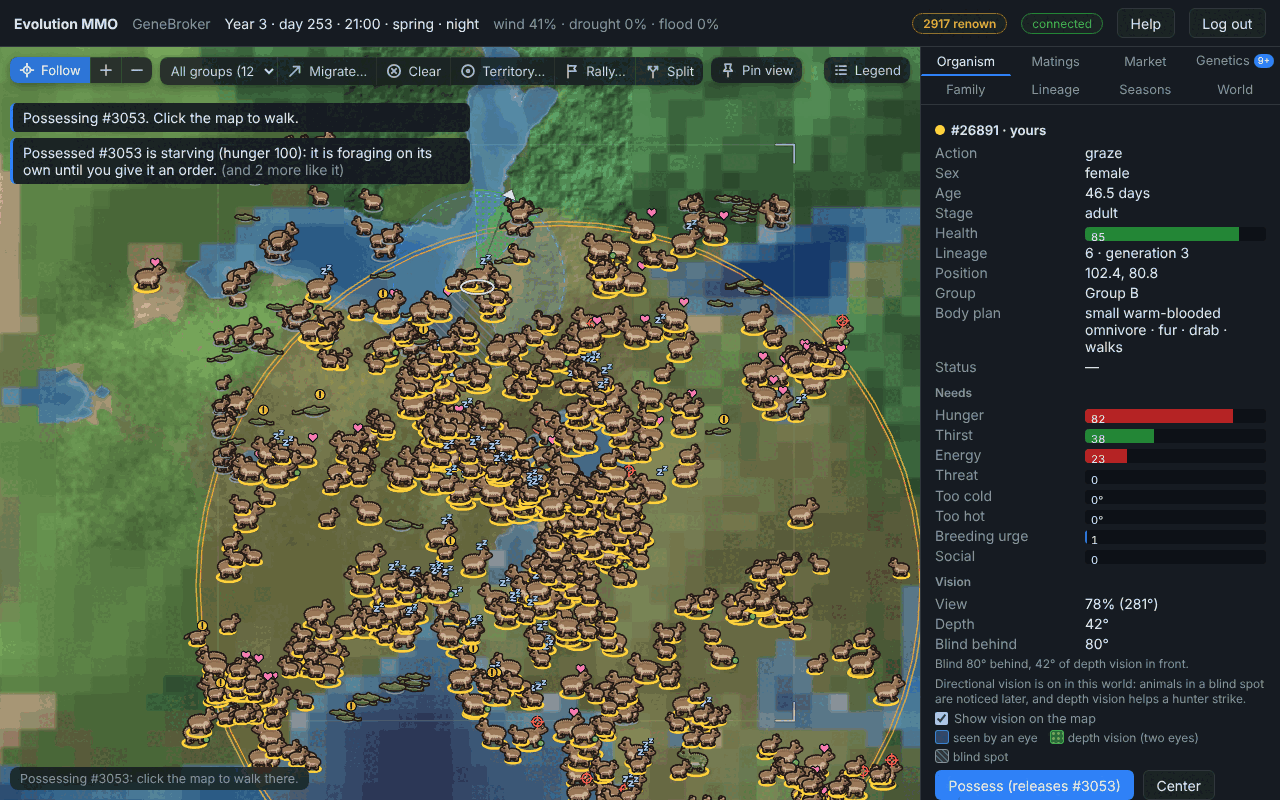 Evolution MMO GeneBroker Year 3 · day 253 · 21:00 · spring · night wind 41% · drought 0% · flood 0% 2917 renown connected Help Log out
Follow + − All groups (12 Migrate... Clear Territory... Rally... Split Pin view Legend
Possessing #3053. Click the map to walk.
Possessed #3053 is starving (hunger 100): it is foraging on its
own until you give it an order. (and 2 more like it)
Possessing #3053: click the map to walk there.
Organism Matings Market Genetics 9+
Family Lineage Seasons World
#26891 · yours
Action graze
Sex female
Age 46.5 days
Stage adult
Health 85
Lineage 6 · generation 3
Position 102.4, 80.8
Group Group B
Body plan small warm-blooded
omnivore · fur · drab ·
walks
Status —
Needs
Hunger 82
Thirst 38
Energy 23
Threat 0
Too cold 0°
Too hot 0°
Breeding urge 1
Social 0
Vision
View 78% (281°)
Depth 42°
Blind behind 80°
Blind 80° behind, 42° of depth vision in front.
Directional vision is on in this world: animals in a blind spot
are noticed later, and depth vision helps a hunter strike.
Show vision on the map
seen by an eye depth vision (two eyes)
blind spot
Possess (releases #3053) Center